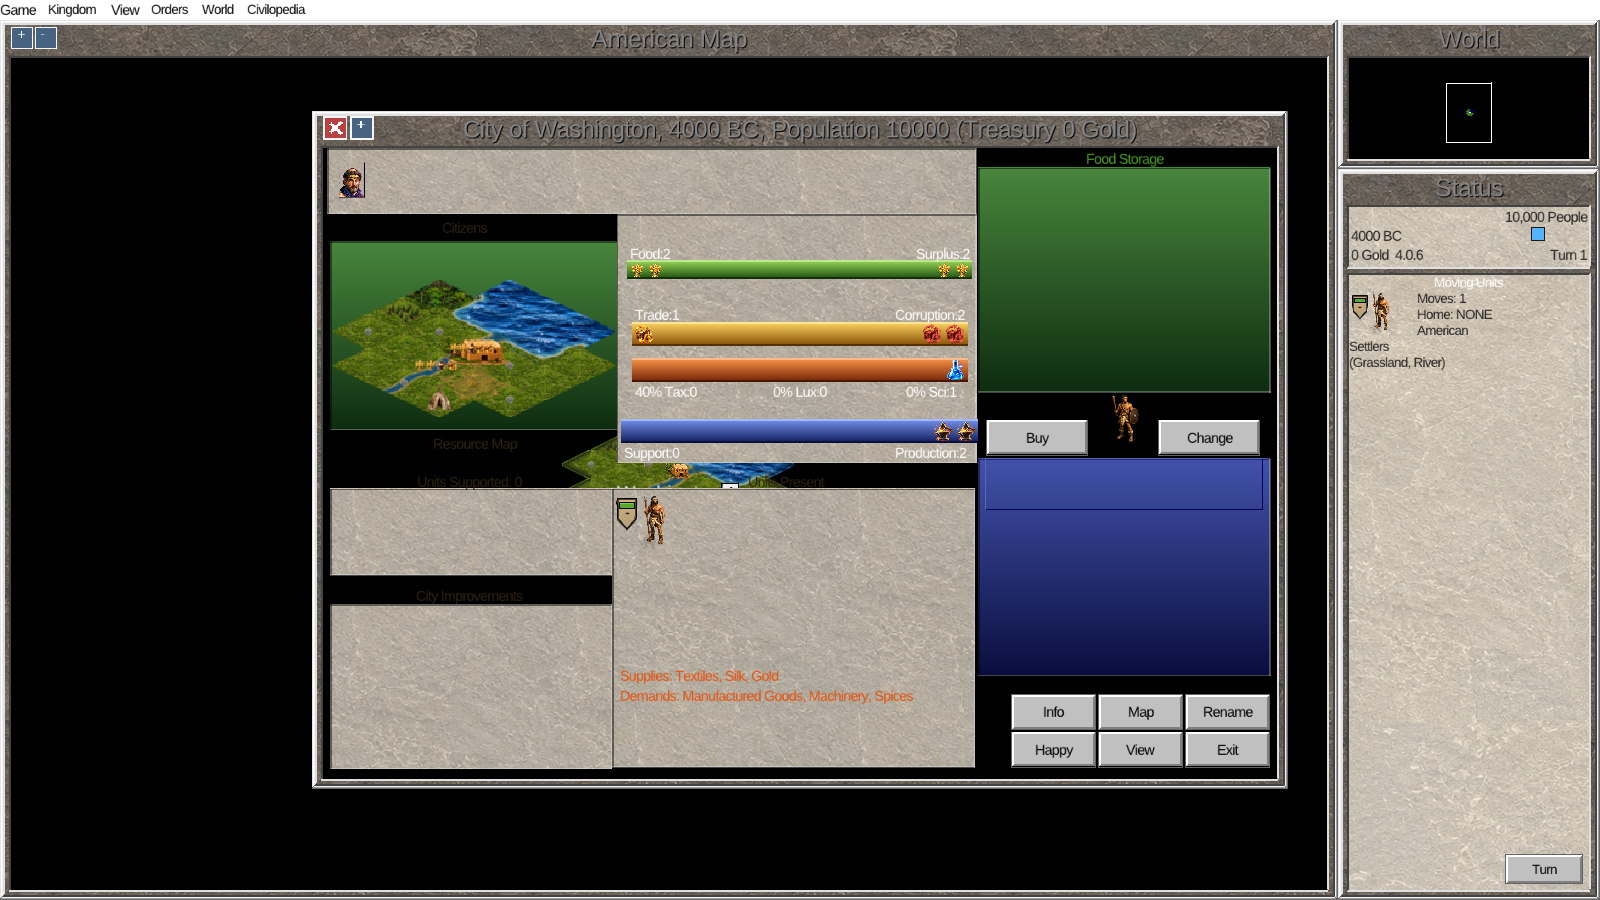 Game Kingdom View Orders World Civilopedia
American Map
World
City of Washington, 4000 BC, Population 10000 (Treasury 0 Gold)
Food Storage
Citizens
Food:2 Surplus:2
Trade:1 Corruption:2
40% Tax:0 0% Lux:0 0% Sci:1
Support:0 Production:2
Resource Map
Units Supported: 0
Units Present
City Improvements
Supplies: Textiles, Silk, Gold
Demands: Manufactured Goods, Machinery, Spices
Buy Change
Info Map Rename
Happy View Exit
Status
10,000 People
4000 BC
0 Gold 4.0.6 Turn 1
Moving Units
Moves: 1
Home: NONE
American
Settlers
(Grassland, River)
Turn